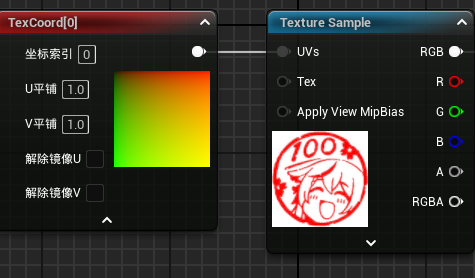 TexCoord[0]
坐标索引 0
U平铺 1.0
V平铺 1.0
解除镜像U
解除镜像V
Texture Sample
UVs RGB
Tex R
Apply View MipBias G
B
A
RGBA
100